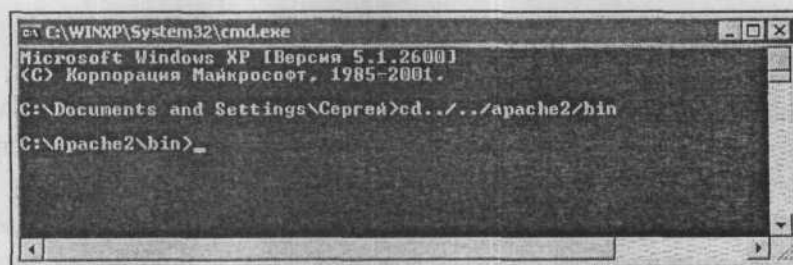 C:\WINXP\System32\cmd.exe
Microsoft Windows XP [Версия 5.1.2600]
(C) Корпорация Майкрософт, 1985-2001.
C:\Documents and Settings\Сергей>cd../../apache2/bin
C:\Apache2\bin>_